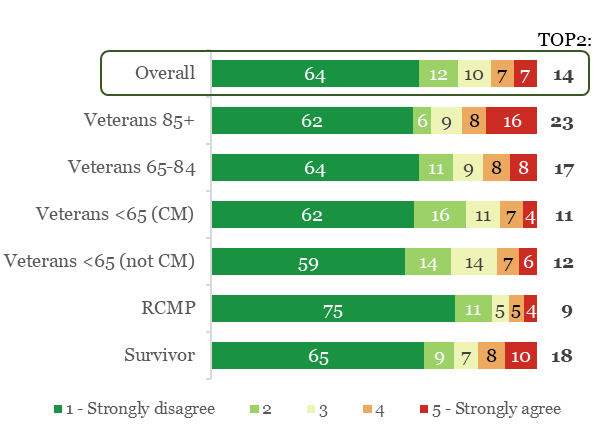 TOP2:
Overall 64 12 10 7 7 14
Veterans 85+ 62 6 9 8 16 23
Veterans 65-84 64 11 9 8 8 17
Veterans <65 (CM) 62 16 11 7 4 11
Veterans <65 (not CM) 59 14 14 7 6 12
RCMP 75 11 5 5 4 9
Survivor 65 9 7 8 10 18
1 - Strongly disagree 2 3 4 5 - Strongly agree